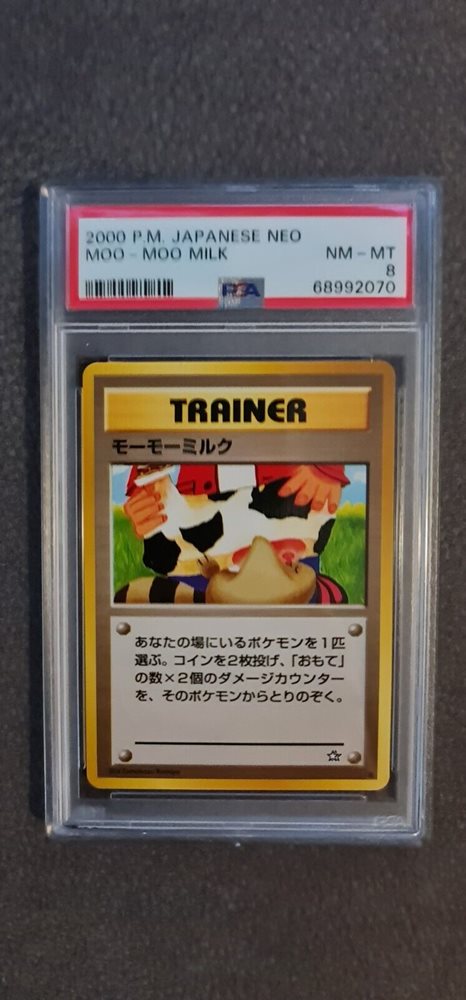 2000 P.M. JAPANESE NEO
MOO-MOO MILK
NM-MT
8
PSA
68992070
TRAINER
モーモーミルク
あなたの場にいるポケモンを1匹
選ぶ。コインを2枚投げ、「おもて」
の数×2個のダメージカウンター
を、そのポケモンからとりのぞく。